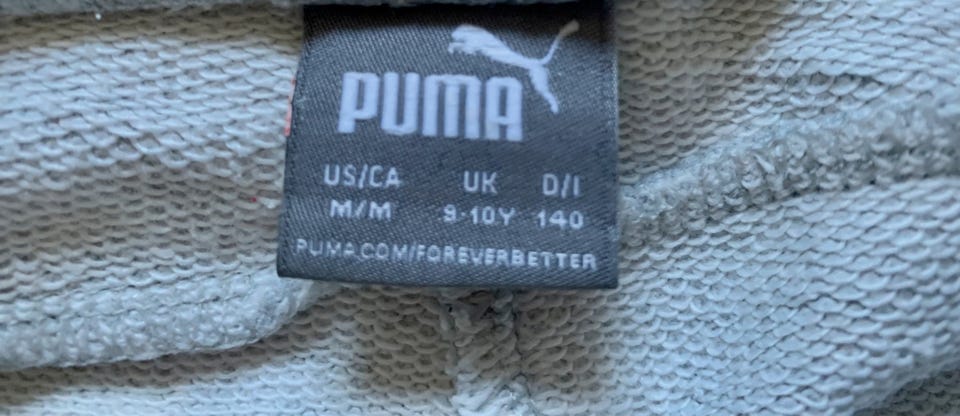 PUMA
US/CA UK D/I
M/M 9-10Y 140
PUMA.COM/FOREVERBETTER